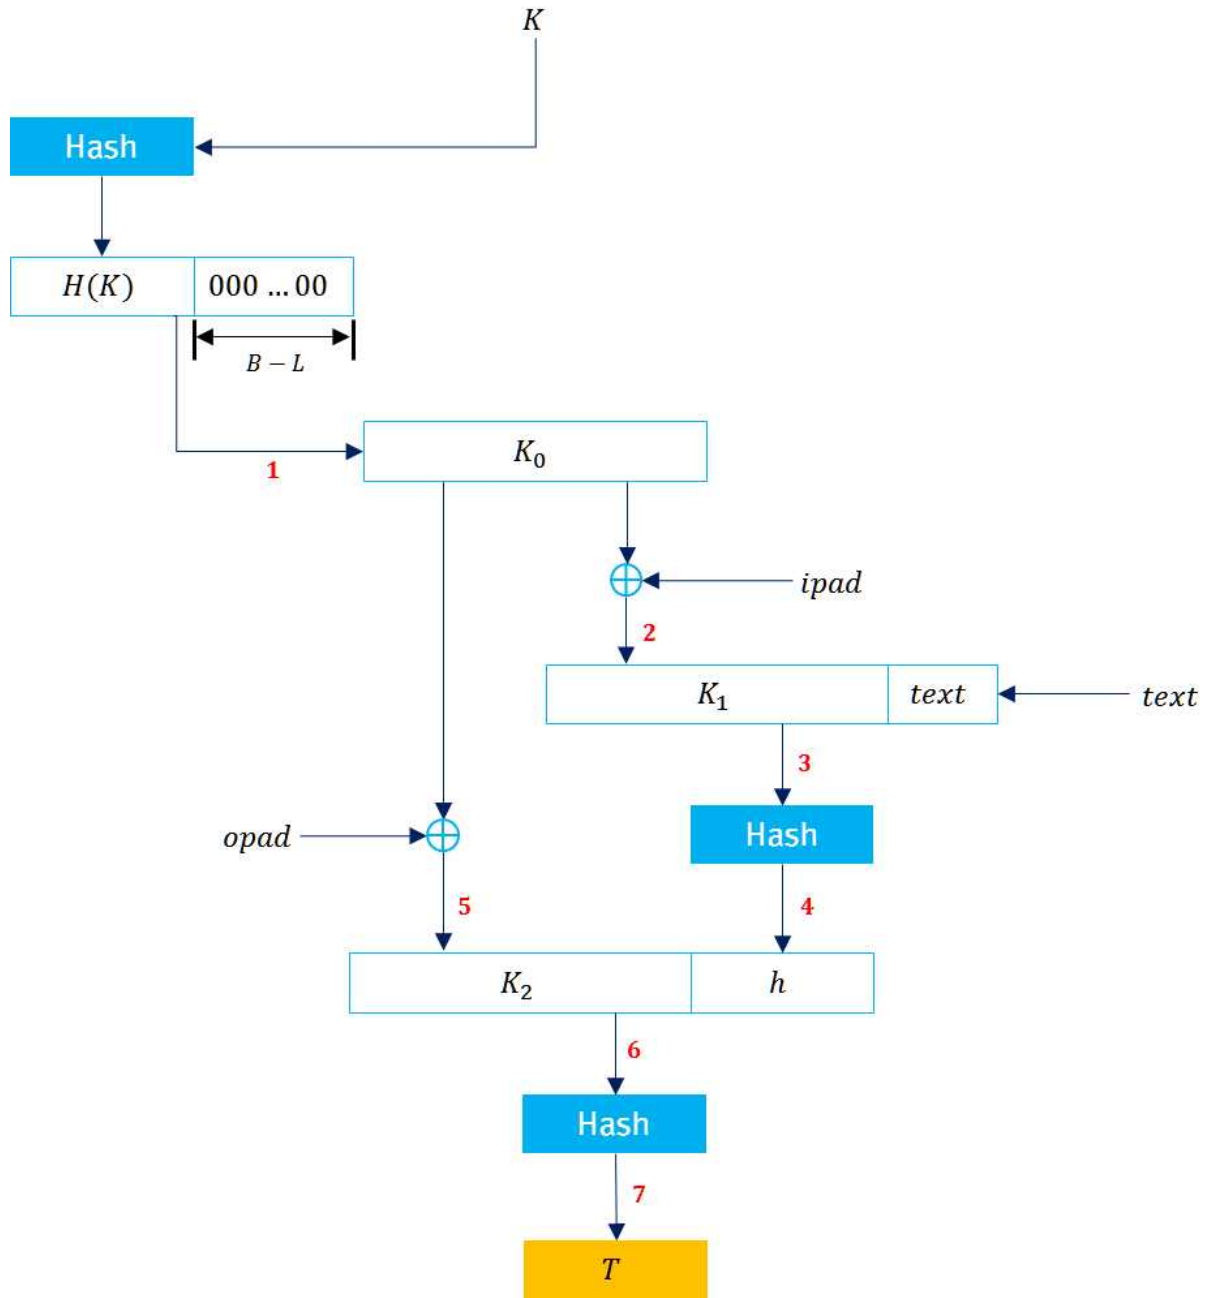 K
Hash
H(K) 000 ... 00
B − L
K₀
1
ipad
2
K₁ text text
3
opad Hash
5 4
K₂ h
6
Hash
7
T